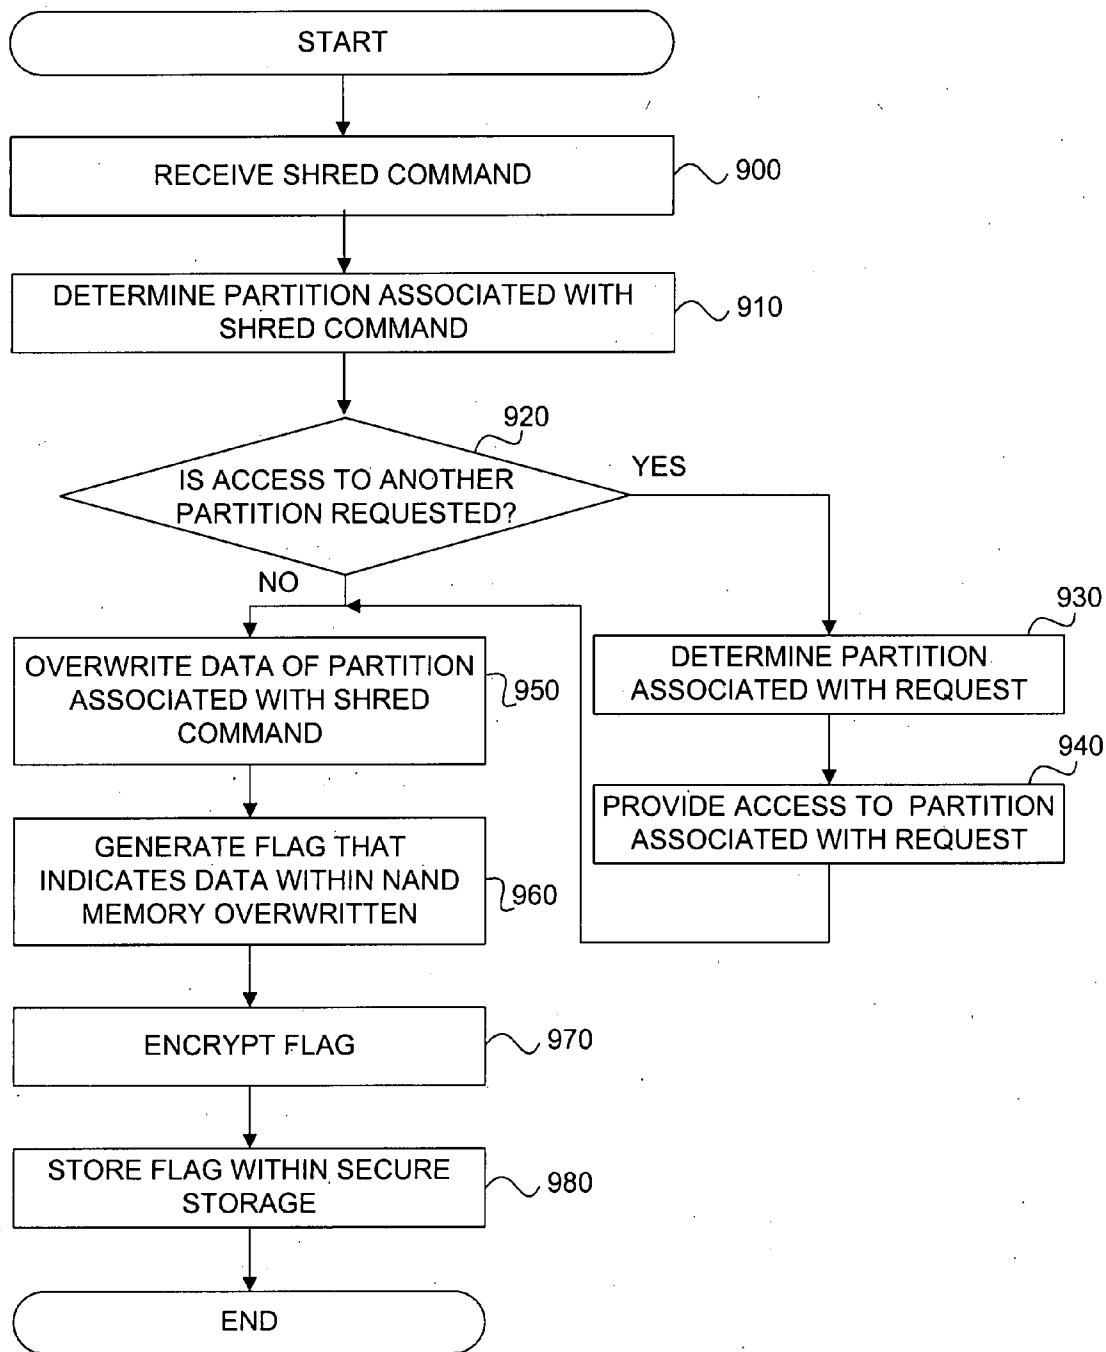 START
RECEIVE SHRED COMMAND
900
DETERMINE PARTITION ASSOCIATED WITH
SHRED COMMAND
910
920
IS ACCESS TO ANOTHER
PARTITION REQUESTED?
YES
NO
930
DETERMINE PARTITION
ASSOCIATED WITH REQUEST
940
PROVIDE ACCESS TO PARTITION
ASSOCIATED WITH REQUEST
OVERWRITE DATA OF PARTITION
ASSOCIATED WITH SHRED
COMMAND
950
GENERATE FLAG THAT
INDICATES DATA WITHIN NAND
MEMORY OVERWRITTEN
960
ENCRYPT FLAG
970
STORE FLAG WITHIN SECURE
STORAGE
980
END